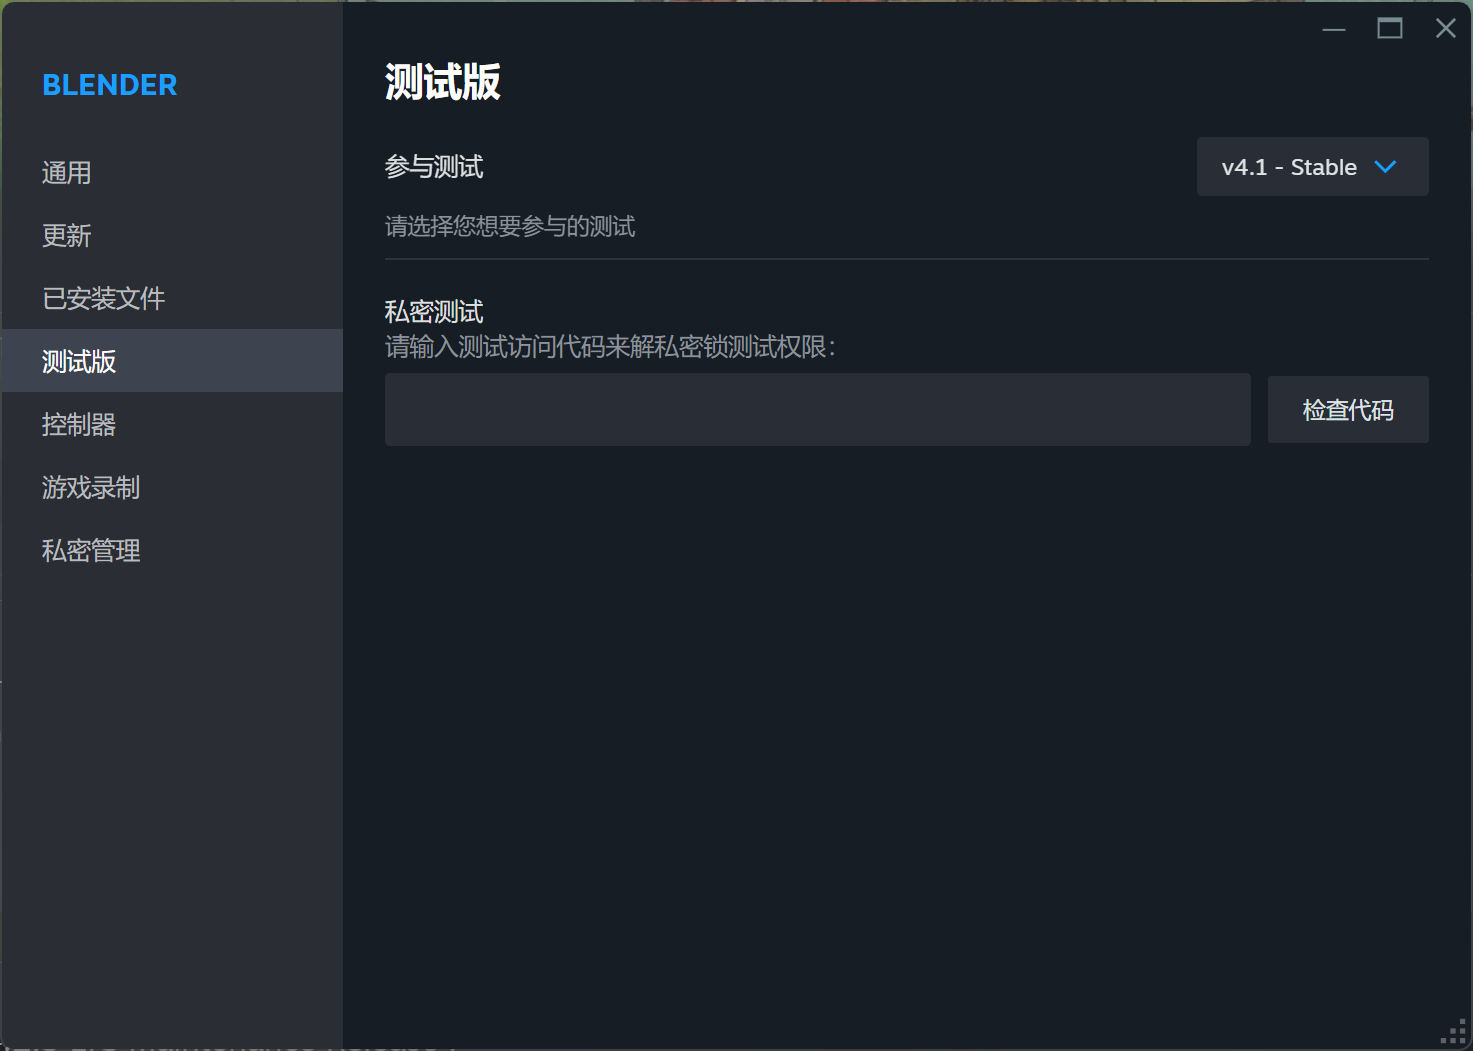 BLENDER
通用
更新
已安装文件
测试版
控制器
游戏录制
私密管理
测试版
参与测试
v4.1 - Stable
请选择您想要参与的测试
私密测试
请输入测试访问代码来解私密锁测试权限：
检查代码